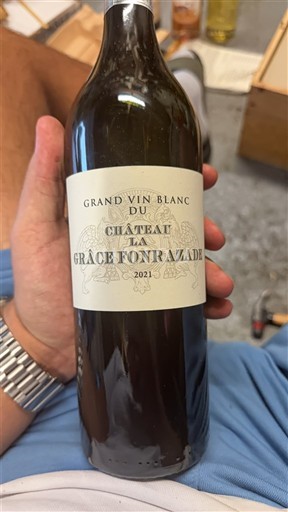 GRAND VIN BLANC
DU
CHÂTEAU
LA
GRÂCE FONRAZADE
2021